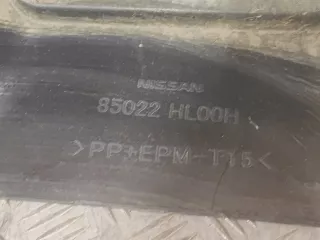 NISSAN
85022 HL00H
>PP+EPM-T15<